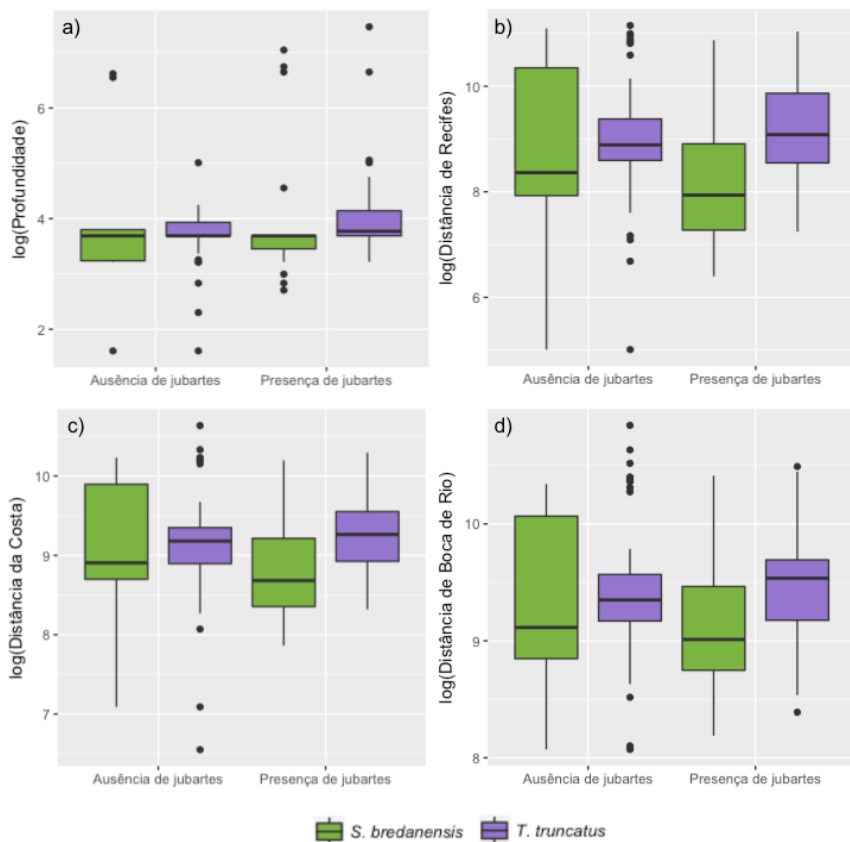 a)
log(Profundidade)
6
4
2
Ausência de jubartes Presença de jubartes
b)
log(Distância de Recifes)
10
8
6
Ausência de jubartes Presença de jubartes
c)
log(Distância da Costa)
10
9
8
7
Ausência de jubartes Presença de jubartes
d)
log(Distância de Boca de Rio)
10
9
8
Ausência de jubartes Presença de jubartes
S. bredanensis T. truncatus